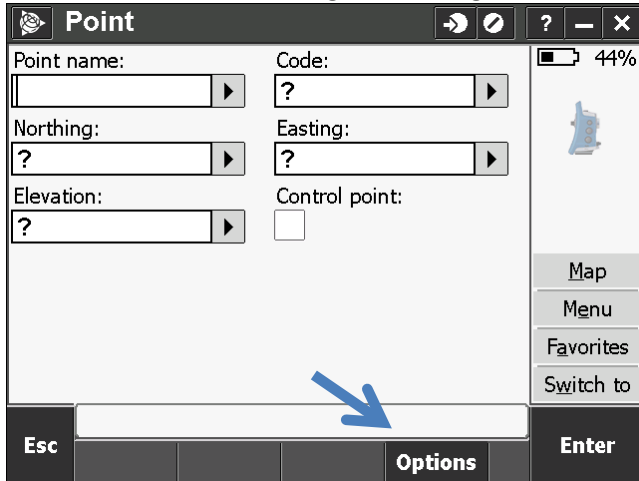 Point
? – X
Point name:
Code:
?
44%
Northing:
Easting:
?
?
Elevation:
Control point:
?
Map
Menu
Favorites
Switch to
Esc
Options
Enter